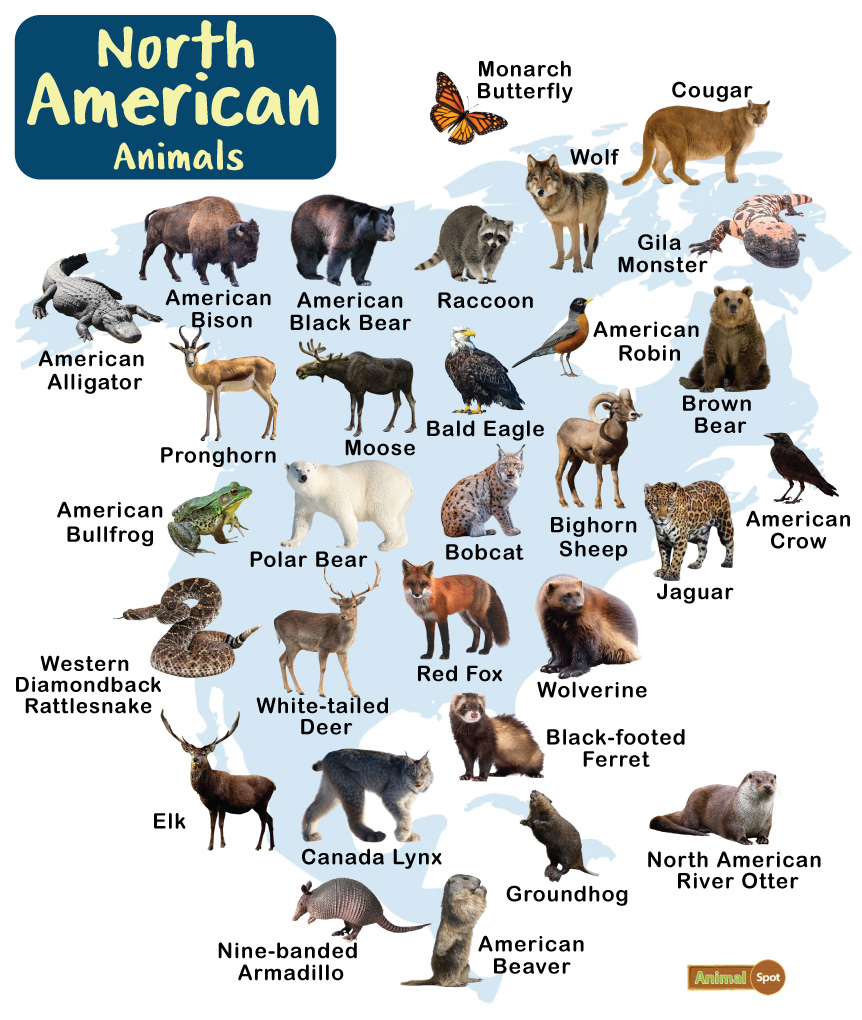 North
American
Animals
Monarch
Butterfly
Cougar
Wolf
Gila
Monster
American
Bison
American
Black Bear
Raccoon
American
Alligator
American
Robin
Brown
Bear
Pronghorn
Moose
Bald Eagle
American
Bullfrog
Polar Bear
Bobcat
Bighorn
Sheep
American
Crow
Jaguar
Western
Diamondback
Rattlesnake
White-tailed
Deer
Red Fox
Wolverine
Black-footed
Ferret
Elk
Canada Lynx
Groundhog
North American
River Otter
Nine-banded
Armadillo
American
Beaver
Animal Spot